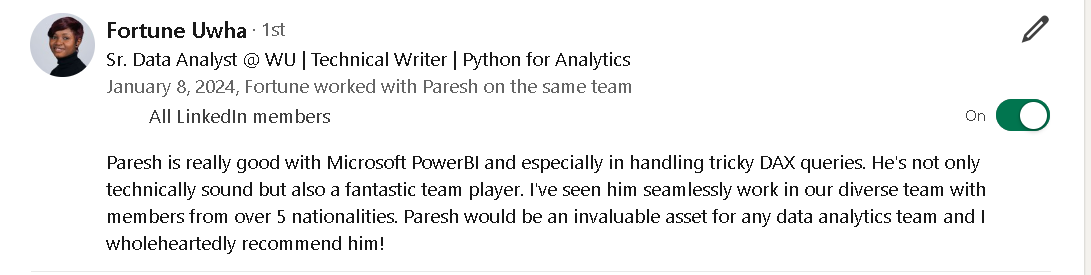 Fortune Uwha · 1st
Sr. Data Analyst @ WU | Technical Writer | Python for Analytics
January 8, 2024, Fortune worked with Paresh on the same team
All LinkedIn members
On
Paresh is really good with Microsoft PowerBI and especially in handling tricky DAX queries. He's not only
technically sound but also a fantastic team player. I've seen him seamlessly work in our diverse team with
members from over 5 nationalities. Paresh would be an invaluable asset for any data analytics team and I
wholeheartedly recommend him!